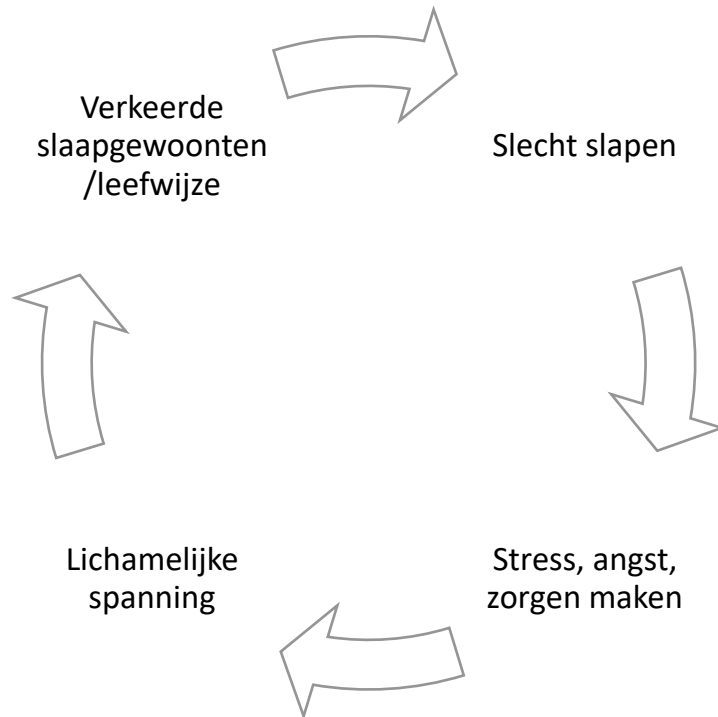 Verkeerde
slaapgewoonten
/leefwijze
Slecht slapen
Stress, angst,
zorgen maken
Lichamelijke
spanning